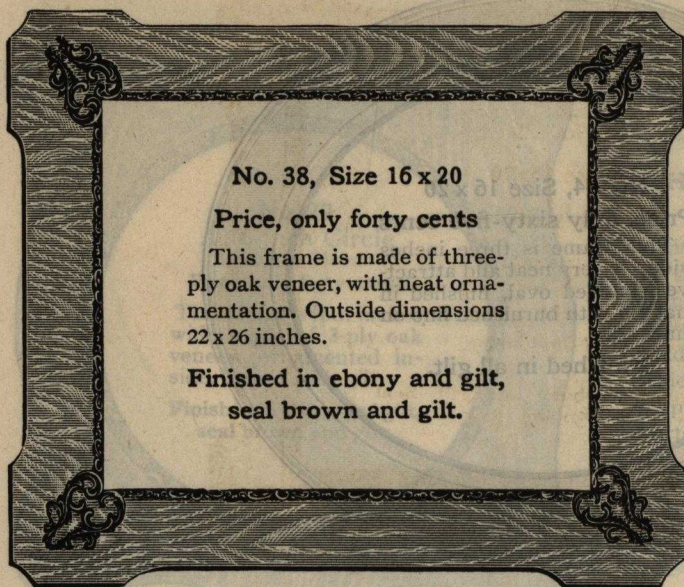 No. 38, Size 16 x 20
Price, only forty cents
This frame is made of three-
ply oak veneer, with neat orna-
mentation. Outside dimensions
22 x 26 inches.
Finished in ebony and gilt,
seal brown and gilt.